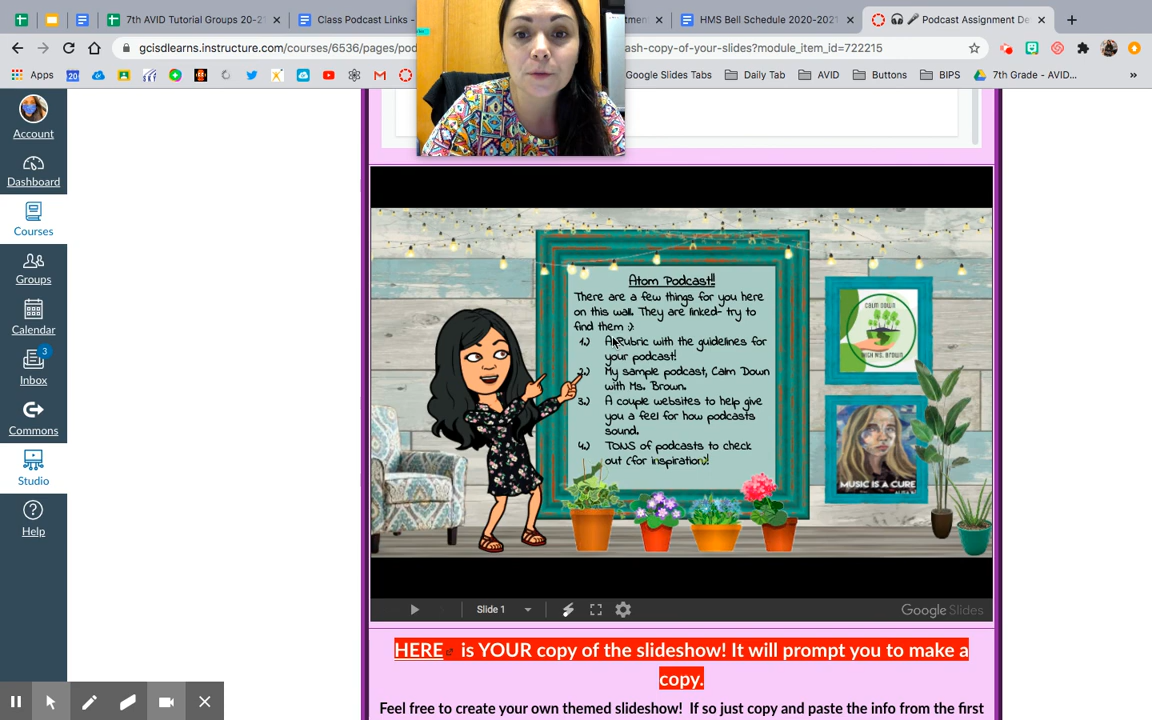 7th AVID Tutorial Groups 20-2
Class Podcast Links -
HMS Bell Schedule 2020-2021
Podcast Assignment De
gcisdlearns.instructure.com/courses/6536/pages/pod
ash-copy-of-your-slides?module_item_id=722215
Apps
20
Google Slides Tabs
Daily Tab
AVID
Buttons
BIPS
7th Grade - AVID...
»
Account
Dashboard
Courses
Groups
Calendar
3
Inbox
Commons
Studio
Help
Atom Podcast!!
There are a few things for you here
on this wall. They are linked- try to
find them :).
1.) A Rubric with the guidelines for
your podcast!
2.) My sample podcast, Calm Down
with Ms. Brown.
3.) A couple websites to help give
you a feel for how podcasts
sound.
4.) TONS of podcasts to check
out (for inspiration)!
CALM DOWN
WITH MS. BROWN
MUSIC IS A CURE
Slide 1
Google Slides
HERE is YOUR copy of the slideshow! It will prompt you to make a
copy.
Feel free to create your own themed slideshow! If so just copy and paste the info from the first